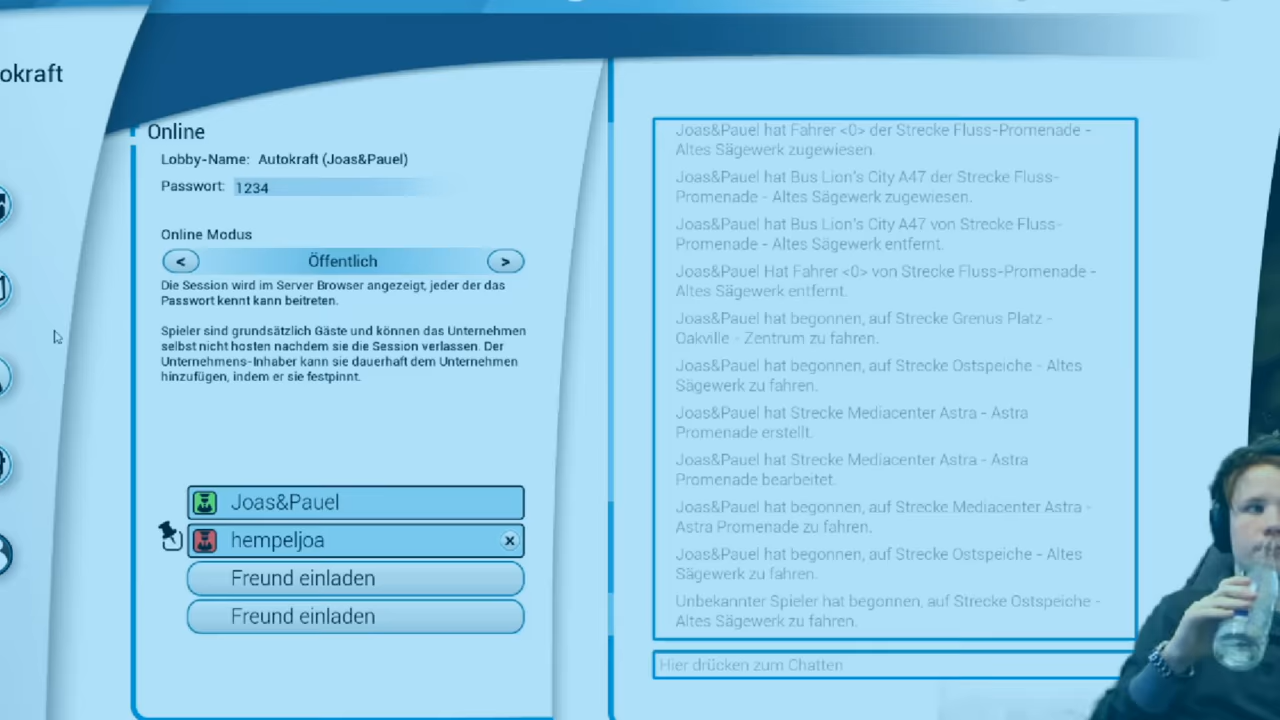 okraft
Online
Lobby-Name: Autokraft (Joas&Pauel)
Passwort: 1234
Online Modus
< Öffentlich >
Die Session wird im Server Browser angezeigt, jeder der das
Passwort kennt kann beitreten.
Spieler sind grundsätzlich Gäste und können das Unternehmen
selbst nicht hosten nachdem sie die Session verlassen. Der
Unternehmens-Inhaber kann sie dauerhaft dem Unternehmen
hinzufügen, indem er sie festpinnt.
Joas&Pauel
hempeljoa
Freund einladen
Freund einladen
Joas&Pauel hat Fahrer <0> der Strecke Fluss-Promenade -
Altes Sägewerk zugewiesen.
Joas&Pauel hat Bus Lion's City A47 der Strecke Fluss-
Promenade - Altes Sägewerk zugewiesen.
Joas&Pauel hat Bus Lion's City A47 von Strecke Fluss-
Promenade - Altes Sägewerk entfernt.
Joas&Pauel Hat Fahrer <0> von Strecke Fluss-Promenade -
Altes Sägewerk entfernt.
Joas&Pauel hat begonnen, auf Strecke Grenus Platz -
Oakville - Zentrum zu fahren.
Joas&Pauel hat begonnen, auf Strecke Ostspeiche - Altes
Sägewerk zu fahren.
Joas&Pauel hat Strecke Mediacenter Astra - Astra
Promenade erstellt.
Joas&Pauel hat Strecke Mediacenter Astra - Astra
Promenade bearbeitet.
Joas&Pauel hat begonnen, auf Strecke Mediacenter Astra -
Astra Promenade zu fahren.
Joas&Pauel hat begonnen, auf Strecke Ostspeiche - Altes
Sägewerk zu fahren.
Unbekannter Spieler hat begonnen, auf Strecke Ostspeiche -
Altes Sägewerk zu fahren.
Hier drücken zum Chatten